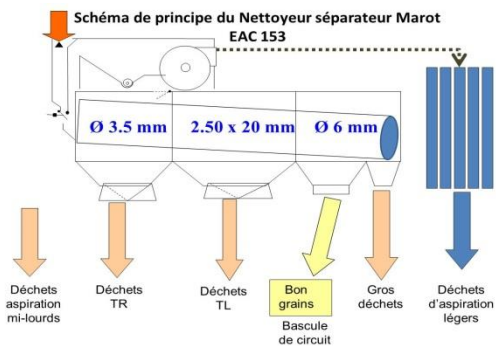 Schéma de principe du Nettoyeur séparateur Marot
EAC 153
Ø 3.5 mm
2.50 x 20 mm
Ø 6 mm
Déchets
aspiration
mi-lourds
Déchets
TR
Déchets
TL
Bon
grains
Bascule
de circuit
Gros
déchets
Déchets
d'aspiration
légers